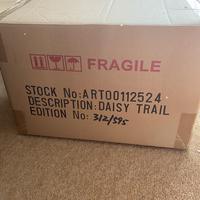 FRAGILE
STOCK No:ART00112524
DESCRIPTION:DAISY TRAIL
EDITION No: 312/595